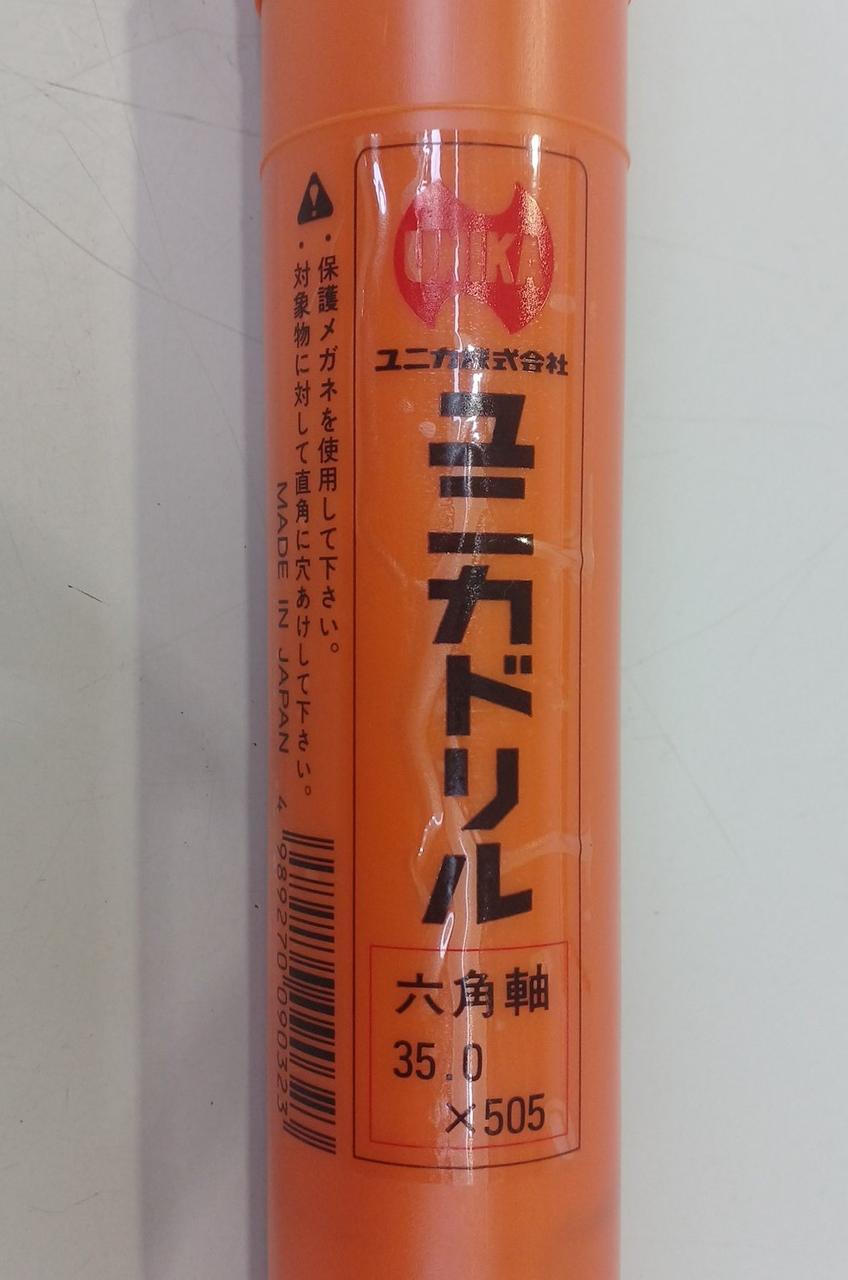 UNIKA
ユニカ株式会社
ユニカドリル
六角軸
35.0
×505
・保護メガネを使用して下さい。
・対象物に対して直角に穴あけして下さい。
MADE IN JAPAN
4 989270 090323